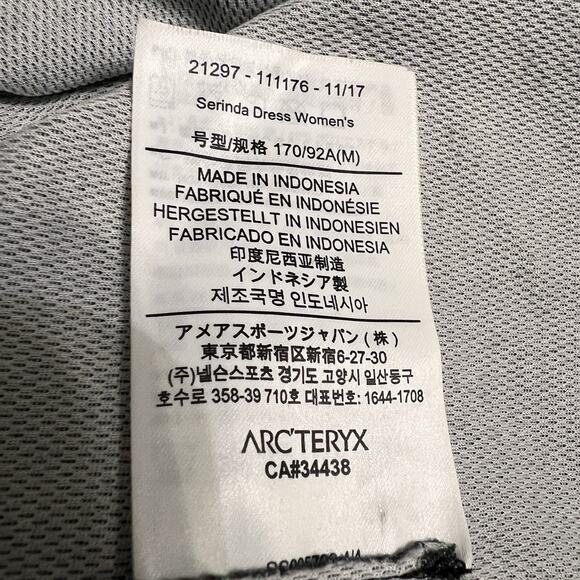 21297 - 111176 - 11/17
Serinda Dress Women's
号型/规格 170/92A(M)
MADE IN INDONESIA
FABRIQUÉ EN INDONÉSIE
HERGESTELLT IN INDONESIEN
FABRICADO EN INDONESIA
印度尼西亚制造
インドネシア製
제조국명 인도네시아
アメアスポーツジャパン (株)
東京都新宿区新宿6-27-30
(주)넬슨스포츠 경기도 고양시 일산동구
호수로 358-39 710호 대표번호: 1644-1708
ARC'TERYX
CA#34438